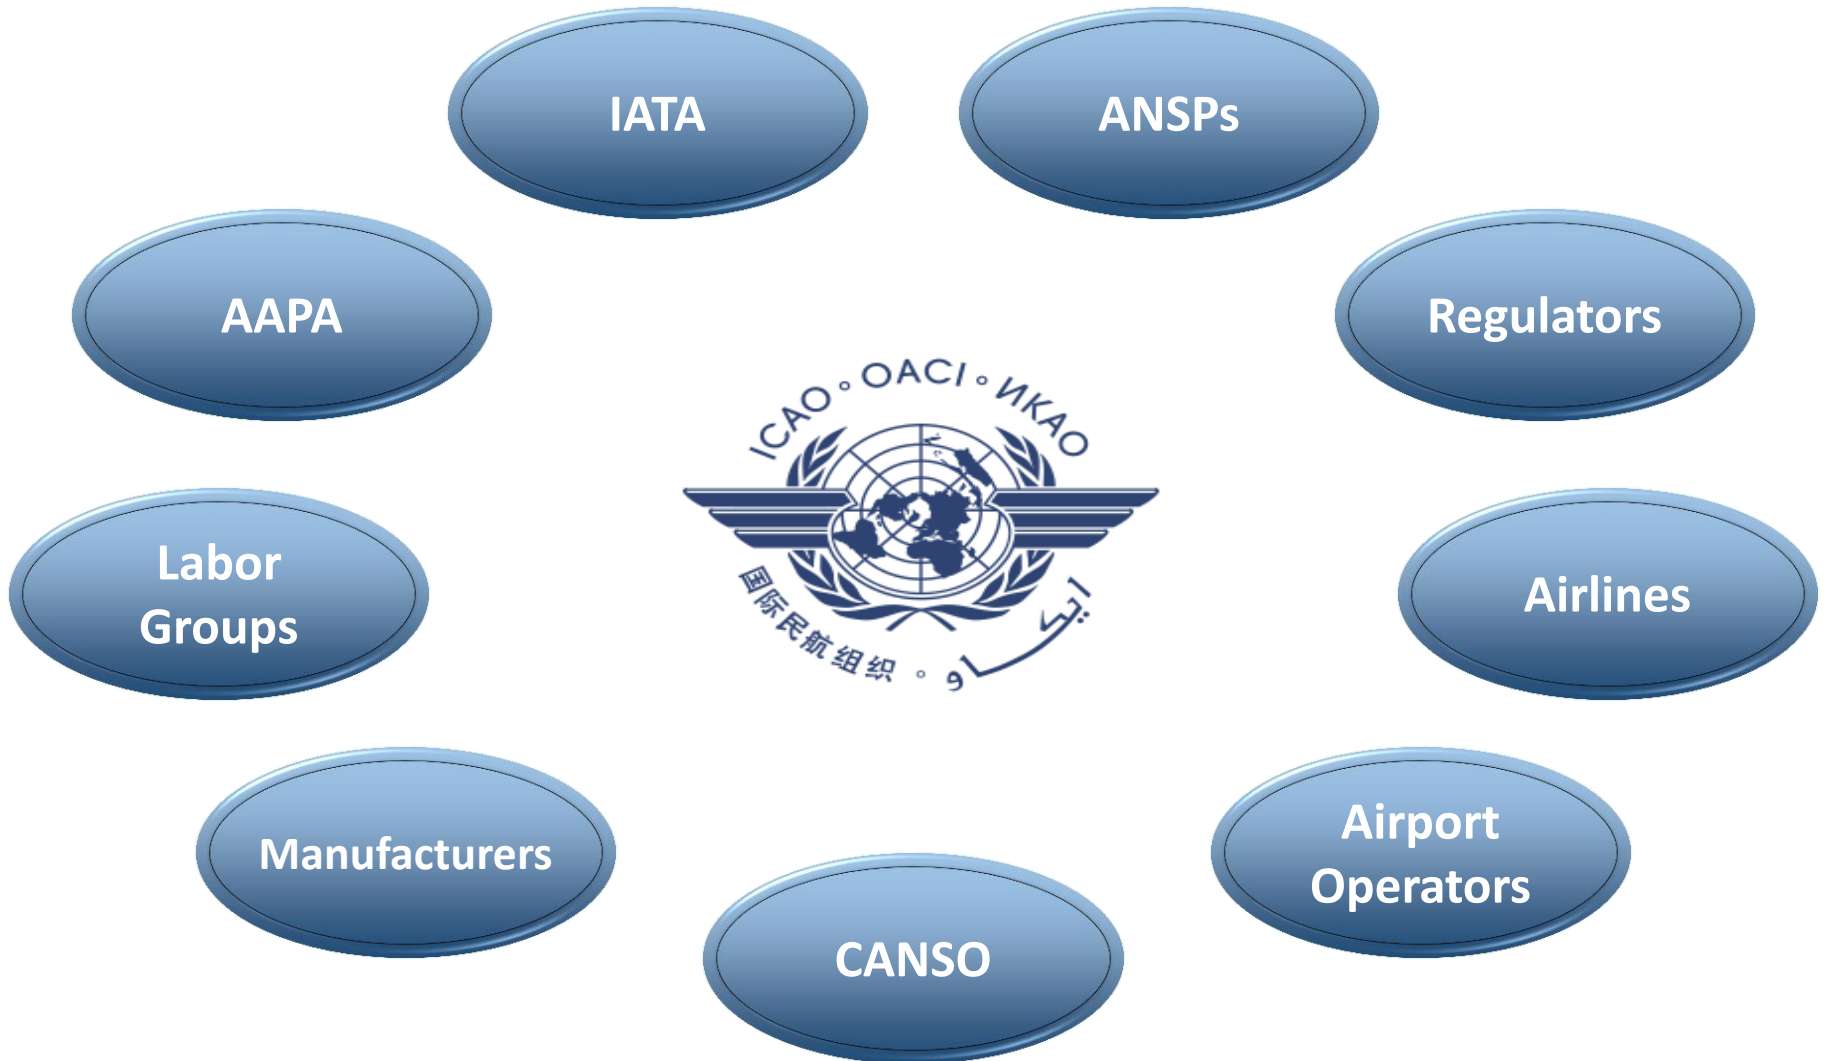 IATA
ANSPs
AAPA
Regulators
ICAO ◦ OACI ◦ ИКАО
Labor
Groups
Airlines
国际民航组织 ◦ ايكاو
Manufacturers
Airport
Operators
CANSO